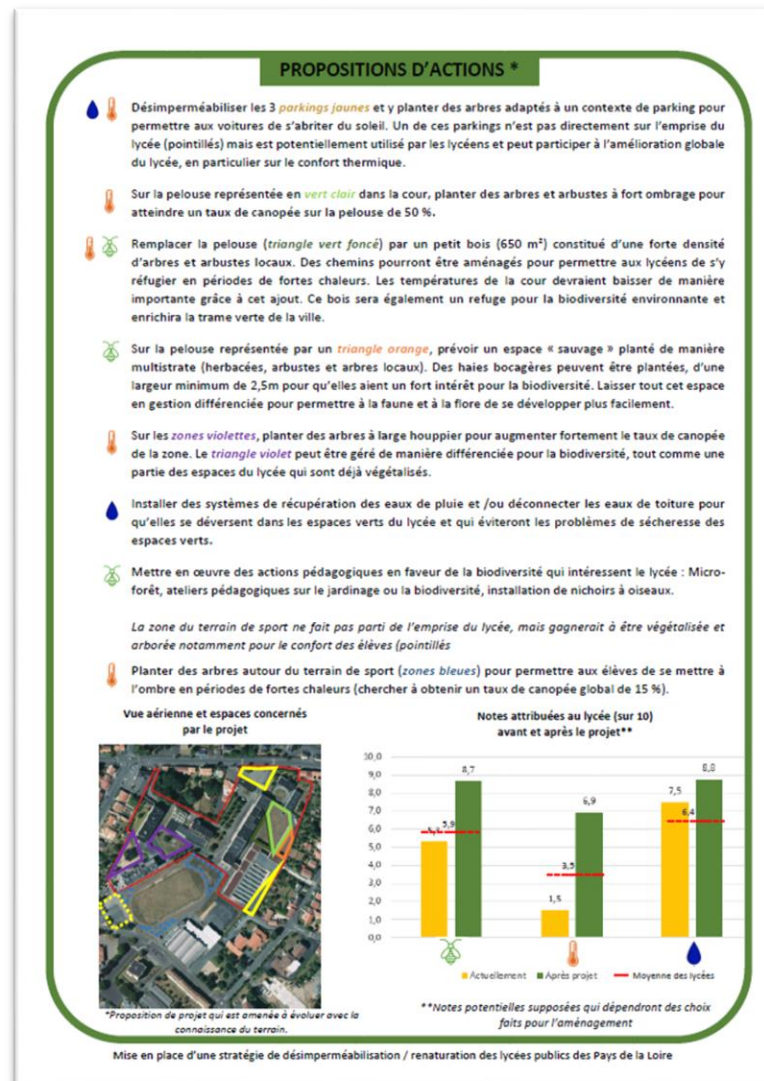 PROPOSITIONS D'ACTIONS *
Désimperméabiliser les 3 parkings jaunes et y planter des arbres adaptés à un contexte de parking pour
permettre aux voitures de s'abriter du soleil. Un de ces parkings n'est pas directement sur l'emprise du
lycée (pointillés) mais est potentiellement utilisé par les lycéens et peut participer à l'amélioration globale
du lycée, en particulier sur le confort thermique.
Sur la pelouse représentée en vert clair dans la cour, planter des arbres et arbustes à fort ombrage pour
atteindre un taux de canopée sur la pelouse de 50 %.
Remplacer la pelouse (triangle vert foncé) par un petit bois (650 m²) constitué d'une forte densité
d'arbres et arbustes locaux. Des chemins pourront être aménagés pour permettre aux lycéens de s'y
réfugier en périodes de fortes chaleurs. Les températures de la cour devraient baisser de manière
importante grâce à cet ajout. Ce bois sera également un refuge pour la biodiversité environnante et
enrichira la trame verte de la ville.
Sur la pelouse représentée par un triangle orange, prévoir un espace « sauvage » planté de manière
multistrate (herbacées, arbustes et arbres locaux). Des haies bocagères peuvent être plantées, d'une
largeur minimum de 2,5m pour qu'elles aient un fort intérêt pour la biodiversité. Laisser tout cet espace
en gestion différenciée pour permettre à la faune et à la flore de se développer plus facilement.
Sur les zones violettes, planter des arbres à large houppier pour augmenter fortement le taux de canopée
de la zone. Le triangle violet peut être géré de manière différenciée pour la biodiversité, tout comme une
partie des espaces du lycée qui sont déjà végétalisés.
Installer des systèmes de récupération des eaux de pluie et /ou déconnecter les eaux de toiture pour
qu'elles se déversent dans les espaces verts du lycée et qui éviteront les problèmes de sécheresse des
espaces verts.
Mettre en œuvre des actions pédagogiques en faveur de la biodiversité qui intéressent le lycée : Micro-
forêt, ateliers pédagogiques sur le jardinage ou la biodiversité, installation de nichoirs à oiseaux.
La zone du terrain de sport ne fait pas parti de l'emprise du lycée, mais gagnerait à être végétalisée et
arborée notamment pour le confort des élèves (pointillés
Planter des arbres autour du terrain de sport (zones bleues) pour permettre aux élèves de se mettre à
l'ombre en périodes de fortes chaleurs (chercher à obtenir un taux de canopée global de 15 %).
Vue aérienne et espaces concernés
par le projet
*Proposition de projet qui est amenée à évoluer avec la
connaissance du terrain.
Notes attribuées au lycée (sur 10)
avant et après le projet**
10,0
9,0
8,0
7,0
6,0
5,0
4,0
3,0
2,0
1,0
0,0
5,9
8,7
1,5
3,5
6,9
7,5
6,4
8,8
Actuellement
Après projet
Moyenne des lycées
**Notes potentielles supposées qui dépendront des choix
faits pour l'aménagement
Mise en place d'une stratégie de désimperméabilisation / renaturation des lycées publics des Pays de la Loire